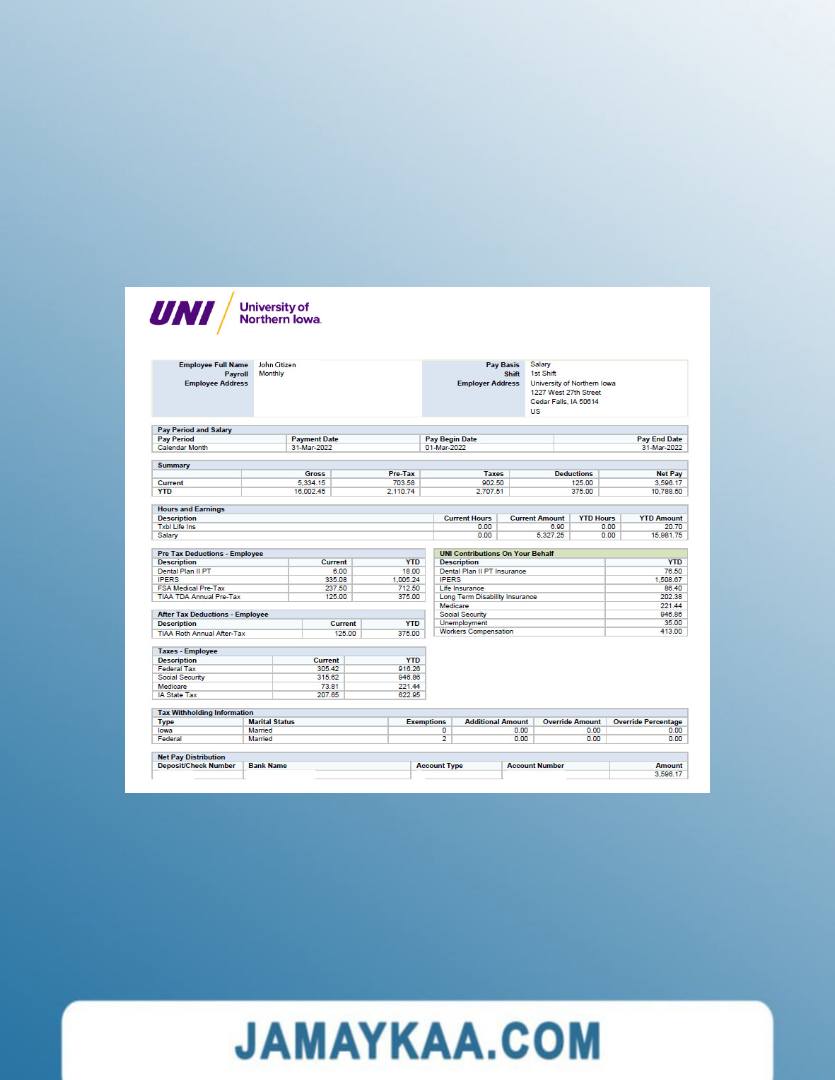 UNI University of
Northern Iowa.
Employee Full Name John Citizen Pay Basis Salary
Payroll Monthly Shift 1st Shift
Employee Address Employer Address University of Northern Iowa
1227 West 27th Street
Cedar Falls, IA 50614
US
Pay Period and Salary
Pay Period Payment Date Pay Begin Date Pay End Date
Calendar Month 31-Mar-2022 01-Mar-2022 31-Mar-2022
Summary
Gross Pre-Tax Taxes Deductions Net Pay
Current 5,334.15 703.58 902.50 125.00 3,596.17
YTD 16,002.45 2,110.74 2,707.51 375.00 10,788.50
Hours and Earnings
Description Current Hours Current Amount YTD Hours YTD Amount
Txbl Life Ins 0.00 6.90 0.00 20.70
Salary 0.00 5,327.25 0.00 15,981.75
Pre Tax Deductions - Employee
Description Current YTD
Dental Plan II PT 6.00 18.00
IPERS 335.08 1,005.24
FSA Medical Pre-Tax 237.50 712.50
TIAA TDA Annual Pre-Tax 125.00 375.00
UNI Contributions On Your Behalf
Description YTD
Dental Plan II PT Insurance 76.50
IPERS 1,508.67
Life Insurance 86.40
Long Term Disability Insurance 202.38
Medicare 221.44
Social Security 946.86
Unemployment 35.00
Workers Compensation 413.00
After Tax Deductions - Employee
Description Current YTD
TIAA Roth Annual After-Tax 125.00 375.00
Taxes - Employee
Description Current YTD
Federal Tax 305.42 916.26
Social Security 315.62 946.86
Medicare 73.81 221.44
IA State Tax 207.65 622.95
Tax Withholding Information
Type Marital Status Exemptions Additional Amount Override Amount Override Percentage
Iowa Married 0 0.00 0.00 0.00
Federal Married 2 0.00 0.00 0.00
Net Pay Distribution
Deposit/Check Number Bank Name Account Type Account Number Amount
3,596.17
JAMAYKAA.COM